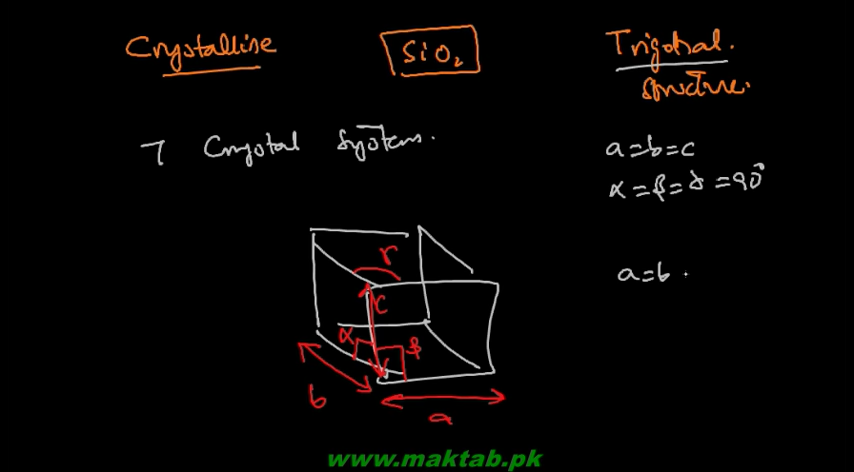 Crystalline
SiO₂
Trigonal.
structure.
7 Crystal Systems.
a=b=c
α=β=γ=90°
a=b.
r
c
α
β
b
a
www.maktab.pk